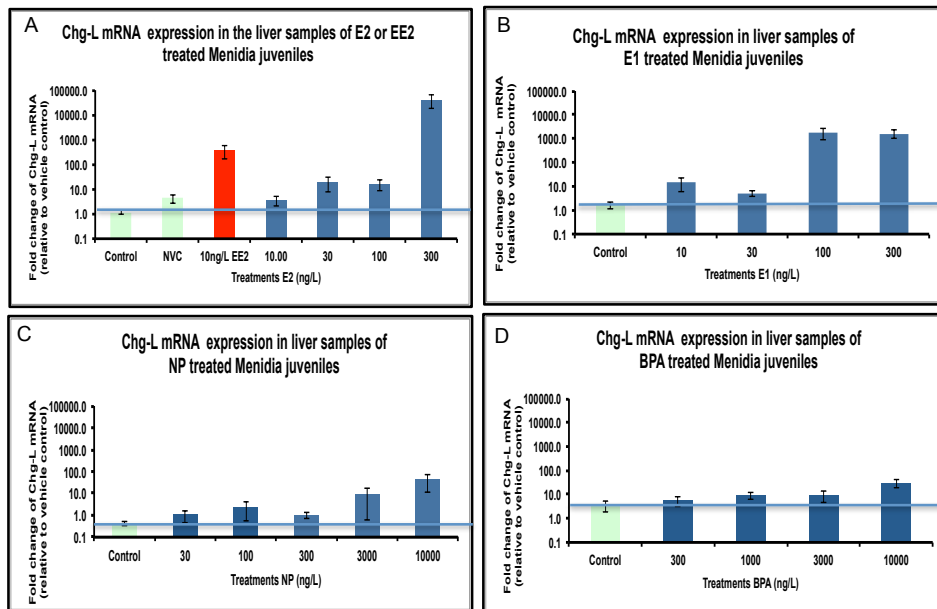 A
Chg-L mRNA expression in the liver samples of E2 or EE2
treated Menidia juveniles
Fold change of Chg-L mRNA
(relative to vehicle control)
100000.0
10000.0
1000.0
100.0
10.0
1.0
0.1
Control NVC 10ng/L EE2 10.00 30 100 300
Treatments E2 (ng/L)
B
Chg-L mRNA expression in liver samples of
E1 treated Menidia juveniles
Fold change of Chg-L mRNA
(relative to vehicle control)
100000.0
10000.0
1000.0
100.0
10.0
1.0
0.1
Control 10 30 100 300
Treatments E1 (ng/L)
C
Chg-L mRNA expression in liver samples of
NP treated Menidia juveniles
Fold change of Chg-L mRNA
(relative to vehicle control)
100000.0
10000.0
1000.0
100.0
10.0
1.0
0.1
Control 30 100 300 3000 10000
Treatments NP (ng/L)
D
Chg-L mRNA expression in liver samples of
BPA treated Menidia juveniles
Fold change of Chg-L mRNA
(relative to vehicle control)
100000.0
10000.0
1000.0
100.0
10.0
1.0
0.1
Control 300 1000 3000 10000
Treatments BPA (ng/L)